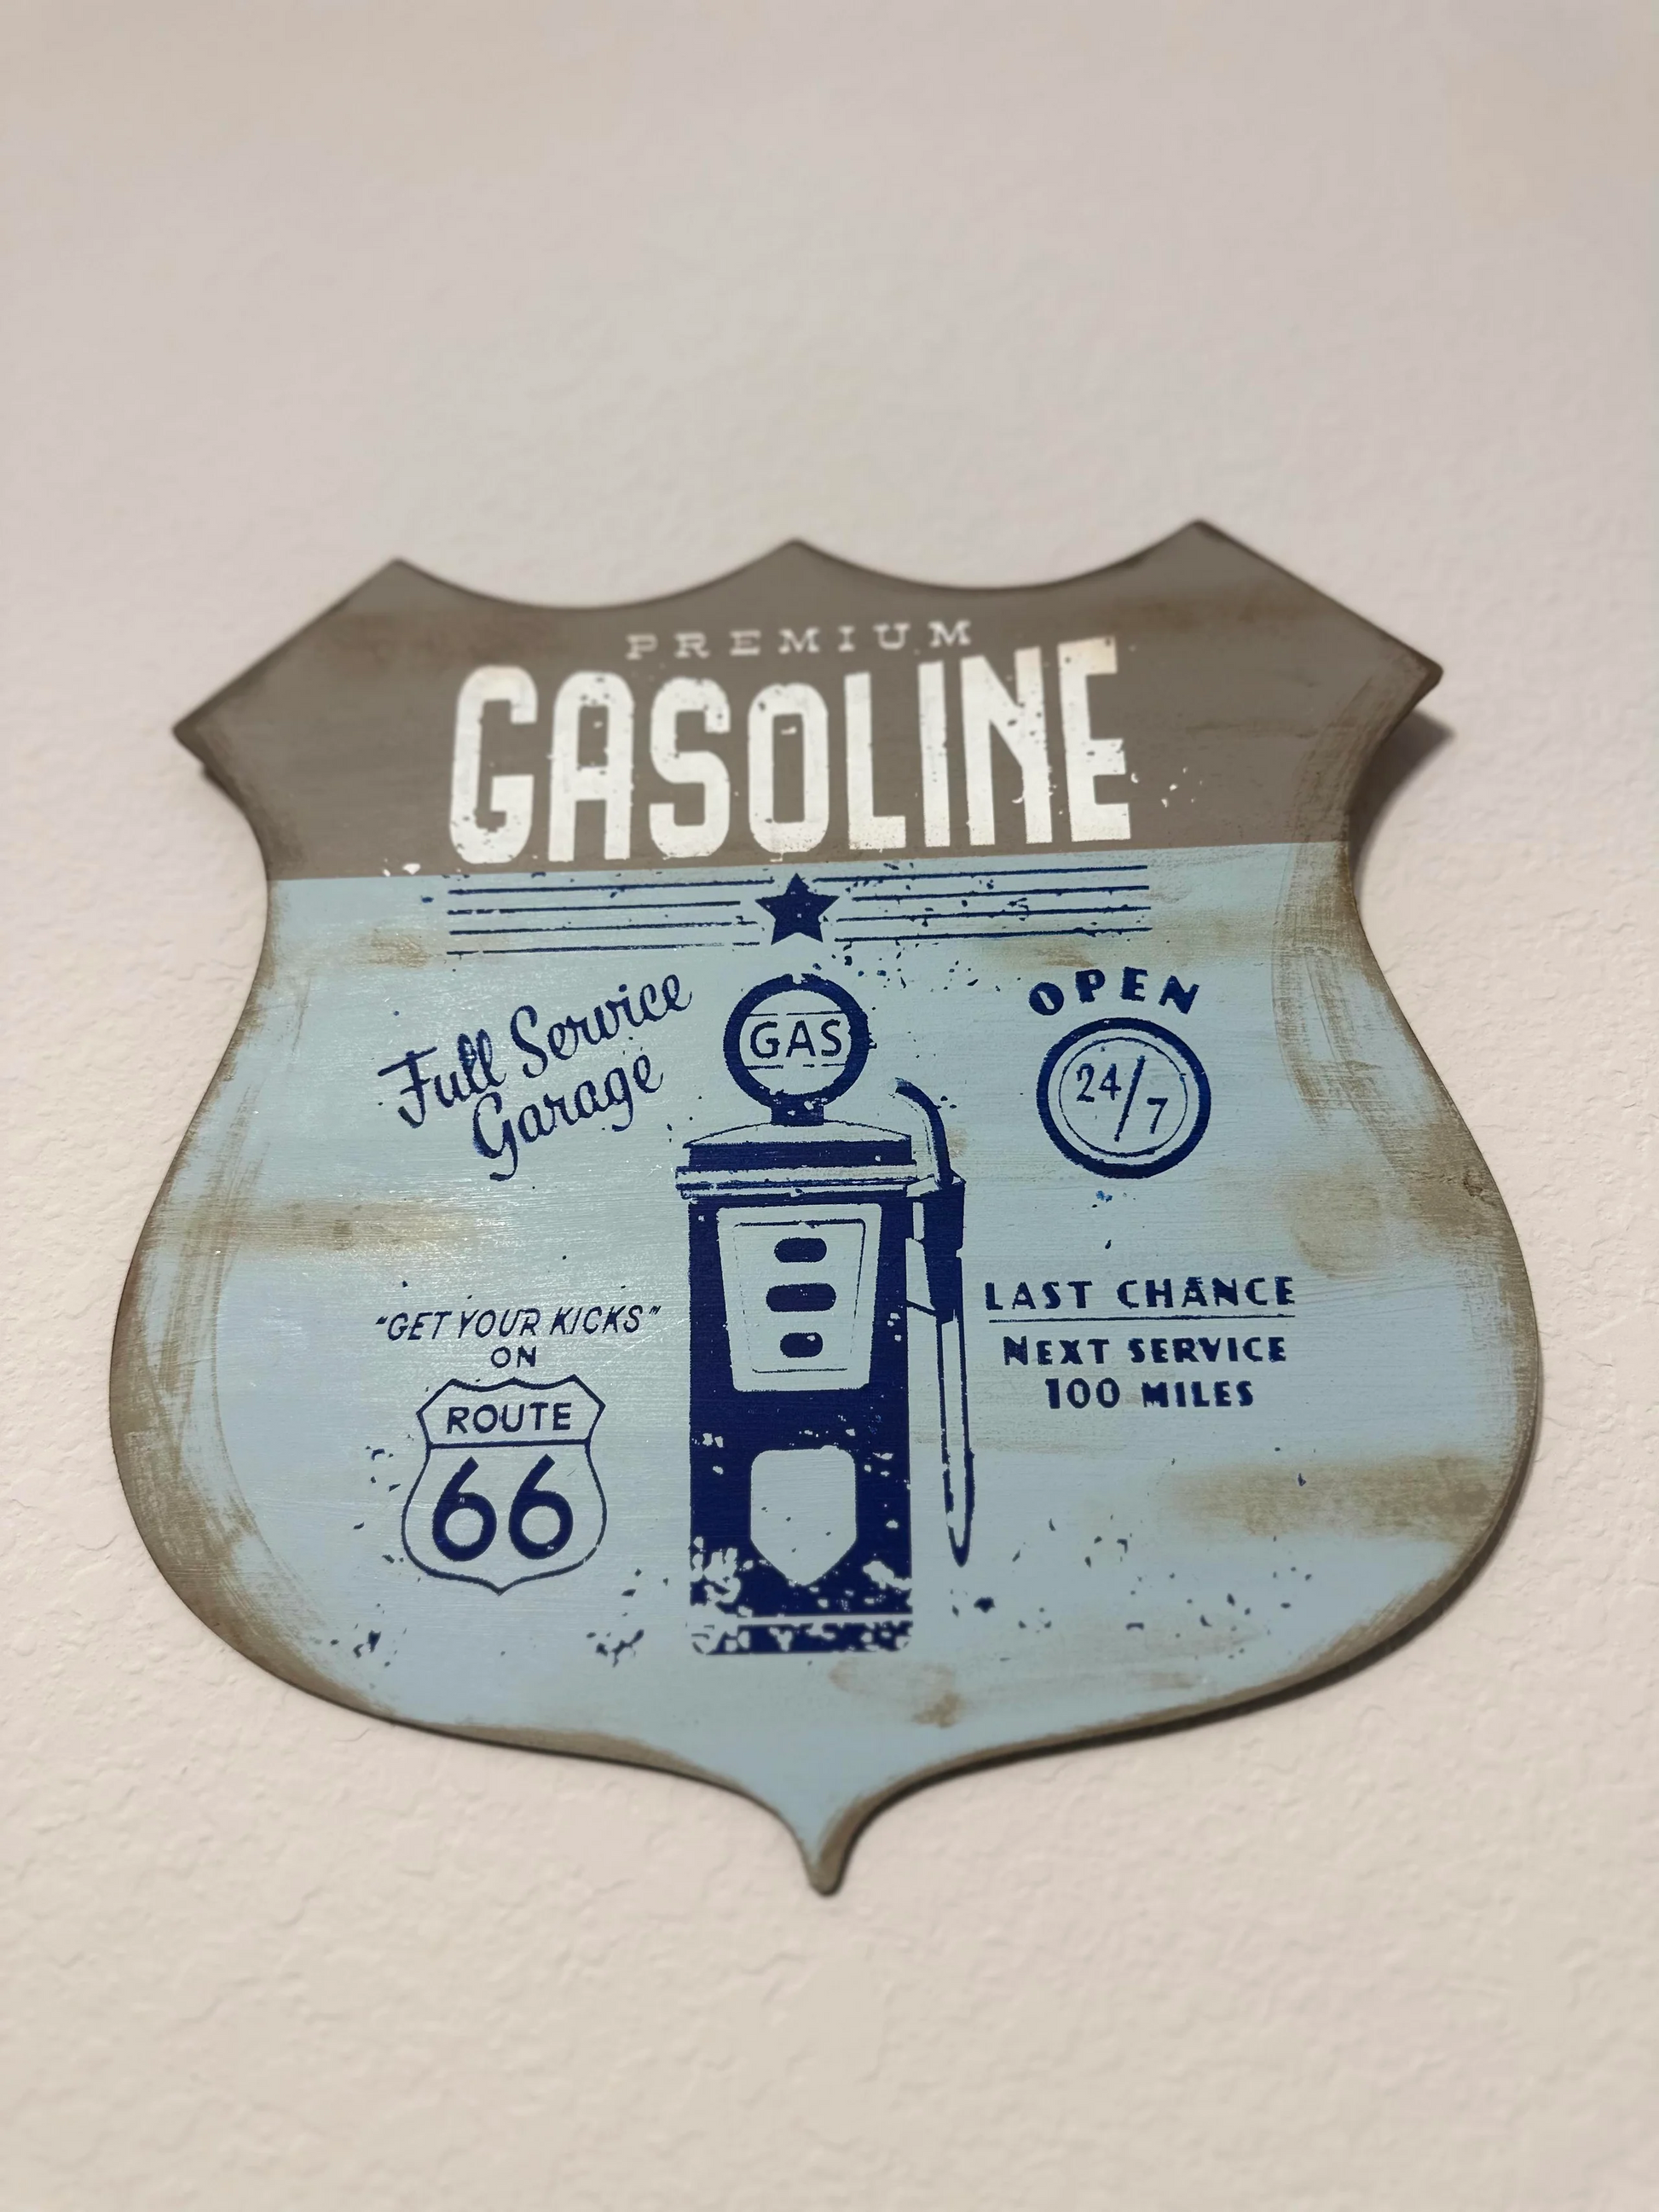 PREMIUM
GASOLINE
Full Service
Garage
GAS
OPEN
24/7
"GET YOUR KICKS"
ON
ROUTE
66
LAST CHANCE
NEXT SERVICE
100 MILES